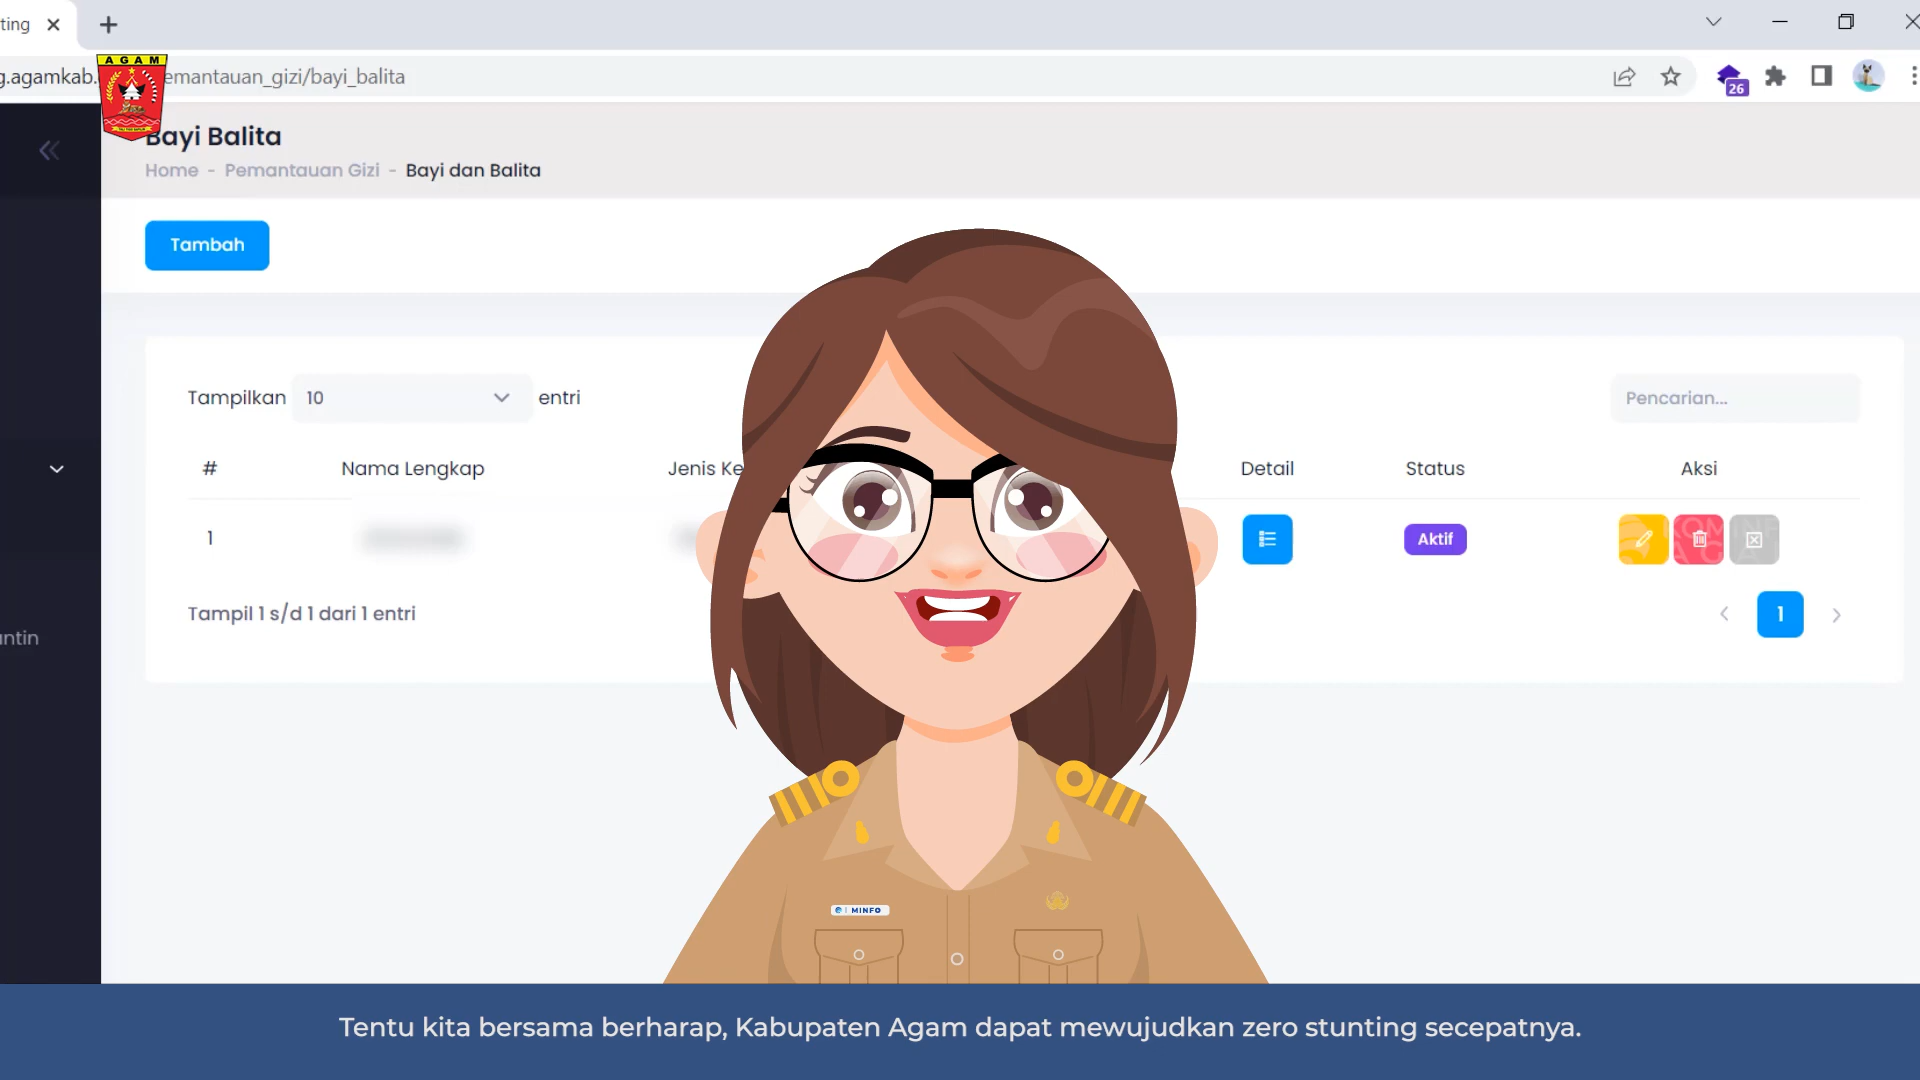 ting
g.agamkab.
emantauan_gizi/bayi_balita
26
AGAM
Bayi Balita
Home - Pemantauan Gizi - Bayi dan Balita
Tambah
Tampilkan 10 entri
Pencarian...
# Nama Lengkap Jenis Ke Detail Status Aksi
1 Aktif
Tampil 1 s/d 1 dari 1 entri
1
antin
MINFO
Tentu kita bersama berharap, Kabupaten Agam dapat mewujudkan zero stunting secepatnya.